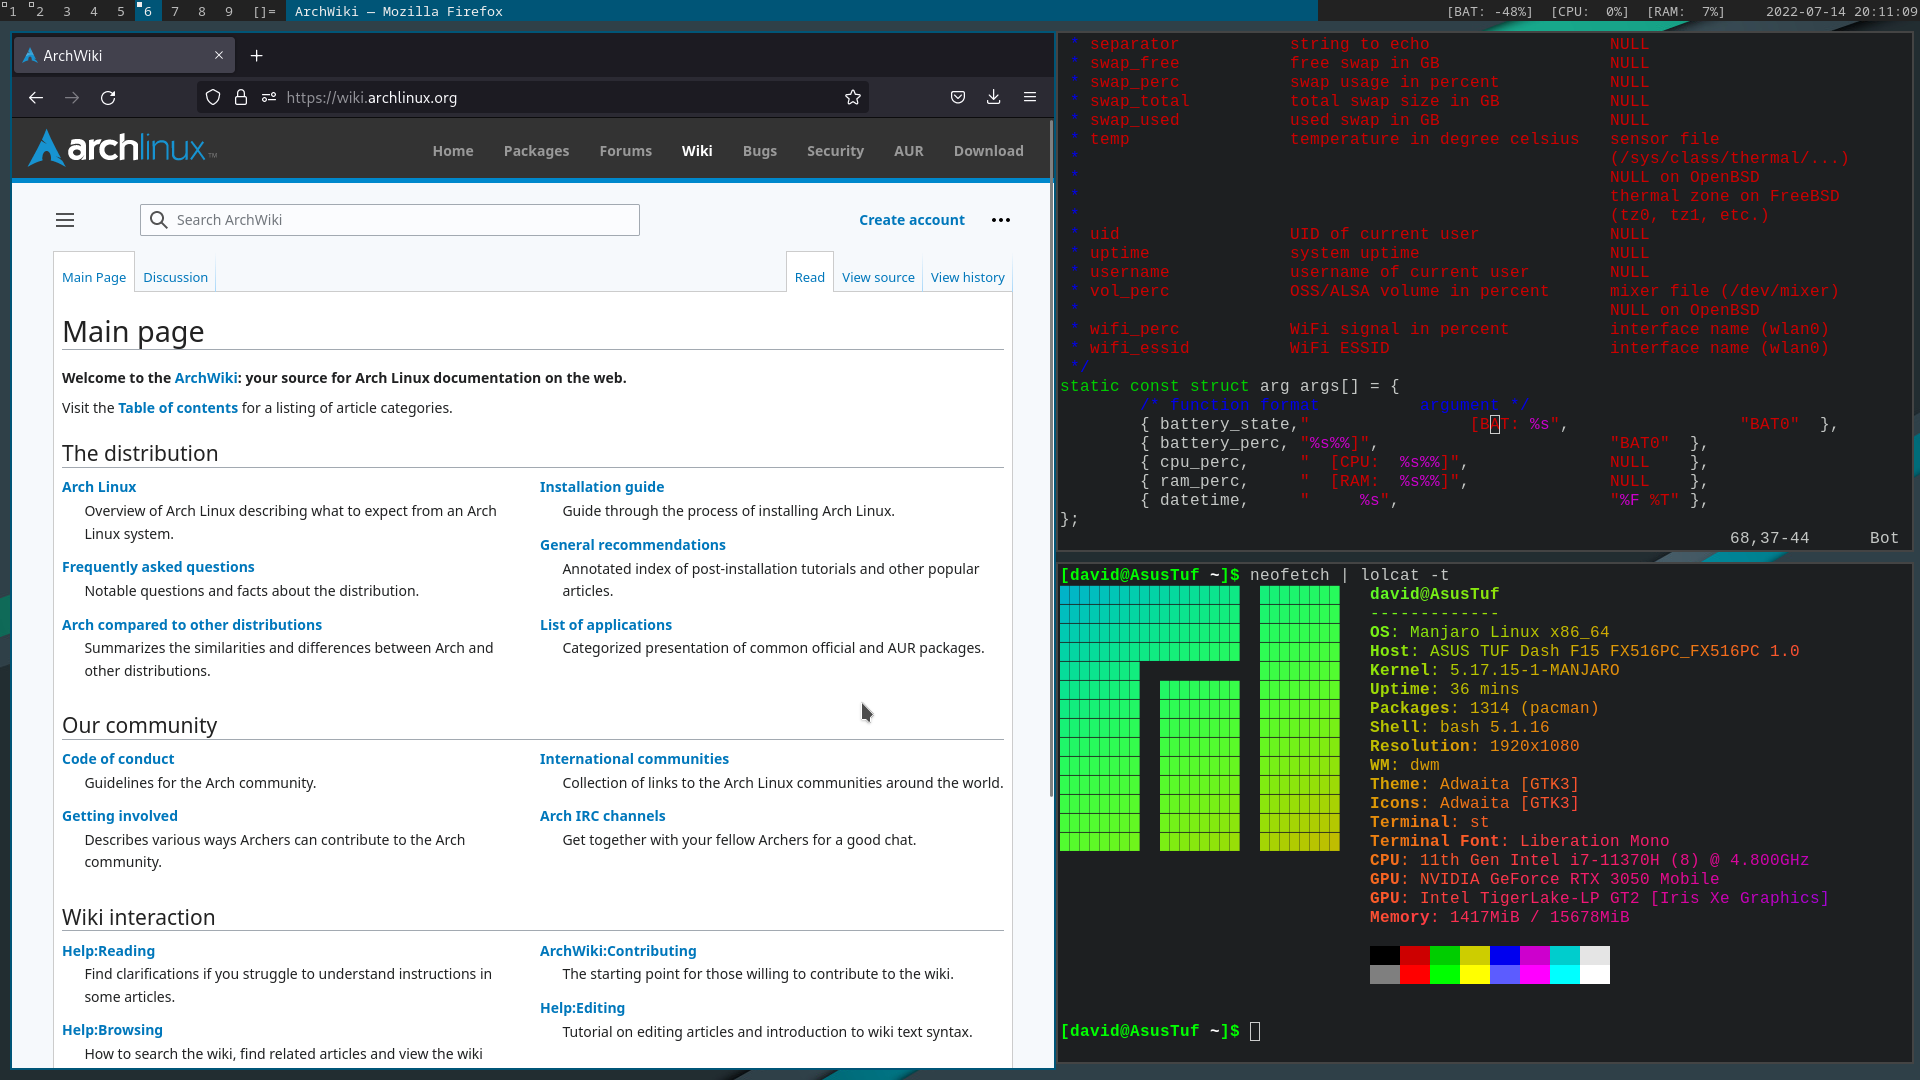 1 2 3 4 5 6 7 8 9 []= ArchWiki — Mozilla Firefox [BAT: -48%] [CPU: 0%] [RAM: 7%] 2022-07-14 20:11:09
ArchWiki
https://wiki.archlinux.org
archlinux™ Home Packages Forums Wiki Bugs Security AUR Download
Search ArchWiki Create account
Main Page Discussion Read View source View history
Main page
Welcome to the ArchWiki: your source for Arch Linux documentation on the web.
Visit the Table of contents for a listing of article categories.
The distribution
Arch Linux
Overview of Arch Linux describing what to expect from an Arch
Linux system.
Frequently asked questions
Notable questions and facts about the distribution.
Arch compared to other distributions
Summarizes the similarities and differences between Arch and
other distributions.
Installation guide
Guide through the process of installing Arch Linux.
General recommendations
Annotated index of post-installation tutorials and other popular
articles.
List of applications
Categorized presentation of common official and AUR packages.
Our community
Code of conduct
Guidelines for the Arch community.
Getting involved
Describes various ways Archers can contribute to the Arch
community.
International communities
Collection of links to the Arch Linux communities around the world.
Arch IRC channels
Get together with your fellow Archers for a good chat.
Wiki interaction
Help:Reading
Find clarifications if you struggle to understand instructions in
some articles.
Help:Browsing
How to search the wiki, find related articles and view the wiki
ArchWiki:Contributing
The starting point for those willing to contribute to the wiki.
Help:Editing
Tutorial on editing articles and introduction to wiki text syntax.
* separator string to echo NULL
* swap_free free swap in GB NULL
* swap_perc swap usage in percent NULL
* swap_total total swap size in GB NULL
* swap_used used swap in GB NULL
* temp temperature in degree celsius sensor file
* (/sys/class/thermal/...)
* NULL on OpenBSD
* thermal zone on FreeBSD
* (tz0, tz1, etc.)
* uid UID of current user NULL
* uptime system uptime NULL
* username username of current user NULL
* vol_perc OSS/ALSA volume in percent mixer file (/dev/mixer)
* NULL on OpenBSD
* wifi_perc WiFi signal in percent interface name (wlan0)
* wifi_essid WiFi ESSID interface name (wlan0)
*/
static const struct arg args[] = {
/* function format argument */
{ battery_state," [BAT: %s", "BAT0" },
{ battery_perc, "%s%%]", "BAT0" },
{ cpu_perc, " [CPU: %s%%]", NULL },
{ ram_perc, " [RAM: %s%%]", NULL },
{ datetime, " %s", "%F %T" },
};
68,37-44 Bot
[david@AsusTuf ~]$ neofetch | lolcat -t
david@AsusTuf
-------------
OS: Manjaro Linux x86_64
Host: ASUS TUF Dash F15 FX516PC_FX516PC 1.0
Kernel: 5.17.15-1-MANJARO
Uptime: 36 mins
Packages: 1314 (pacman)
Shell: bash 5.1.16
Resolution: 1920x1080
WM: dwm
Theme: Adwaita [GTK3]
Icons: Adwaita [GTK3]
Terminal: st
Terminal Font: Liberation Mono
CPU: 11th Gen Intel i7-11370H (8) @ 4.800GHz
GPU: NVIDIA GeForce RTX 3050 Mobile
GPU: Intel TigerLake-LP GT2 [Iris Xe Graphics]
Memory: 1417MiB / 15678MiB
[david@AsusTuf ~]$